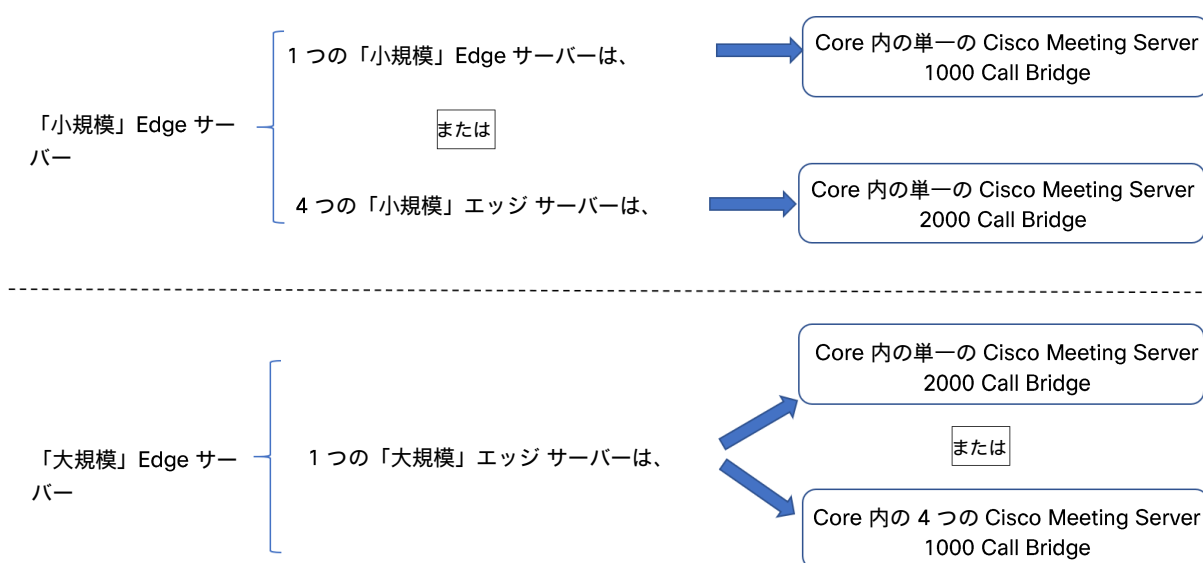 1 つの「小規模」Edge サーバーは、
Core 内の単一の Cisco Meeting Server
1000 Call Bridge
「小規模」Edge サー
バー
または
4 つの「小規模」エッジ サーバーは、
Core 内の単一の Cisco Meeting Server
2000 Call Bridge
「大規模」Edge サー
バー
1 つの「大規模」エッジ サーバーは、
Core 内の単一の Cisco Meeting Server
2000 Call Bridge
または
Core 内の 4 つの Cisco Meeting Server
1000 Call Bridge